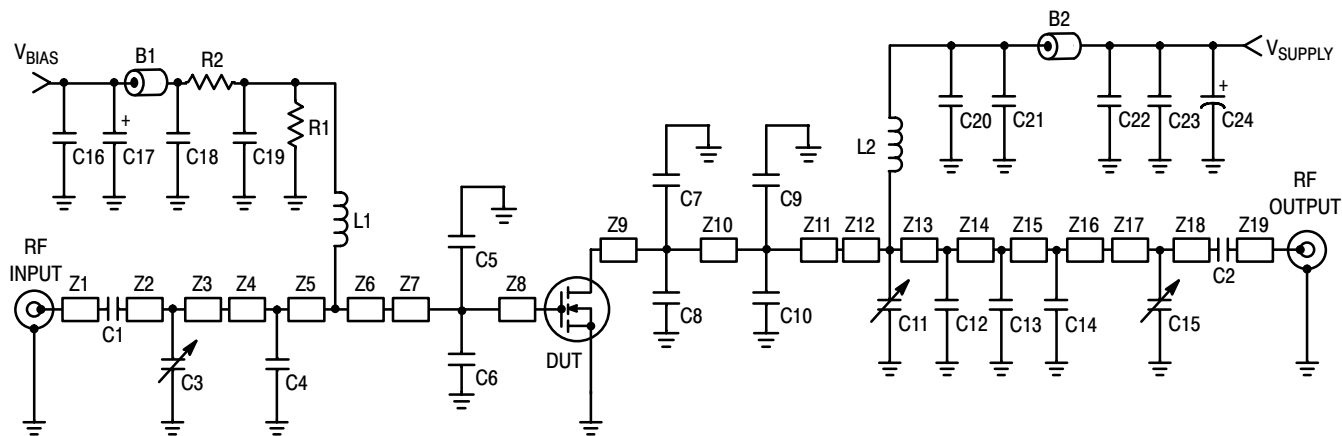 B2
V_BIAS B1 R2 V_SUPPLY
+ +
R1
C16 C17 C18 C19 C20 C21 C22 C23 C24
L2
C7 C9
RF
OUTPUT
L1
Z9 Z10 Z11 Z12 Z13 Z14 Z15 Z16 Z17 Z18 Z19
RF
INPUT
C5
C2
Z1 Z2 Z3 Z4 Z5 Z6 Z7 Z8
C8 C10 C11 C12 C13 C14 C15
C1
DUT
C3 C4 C6